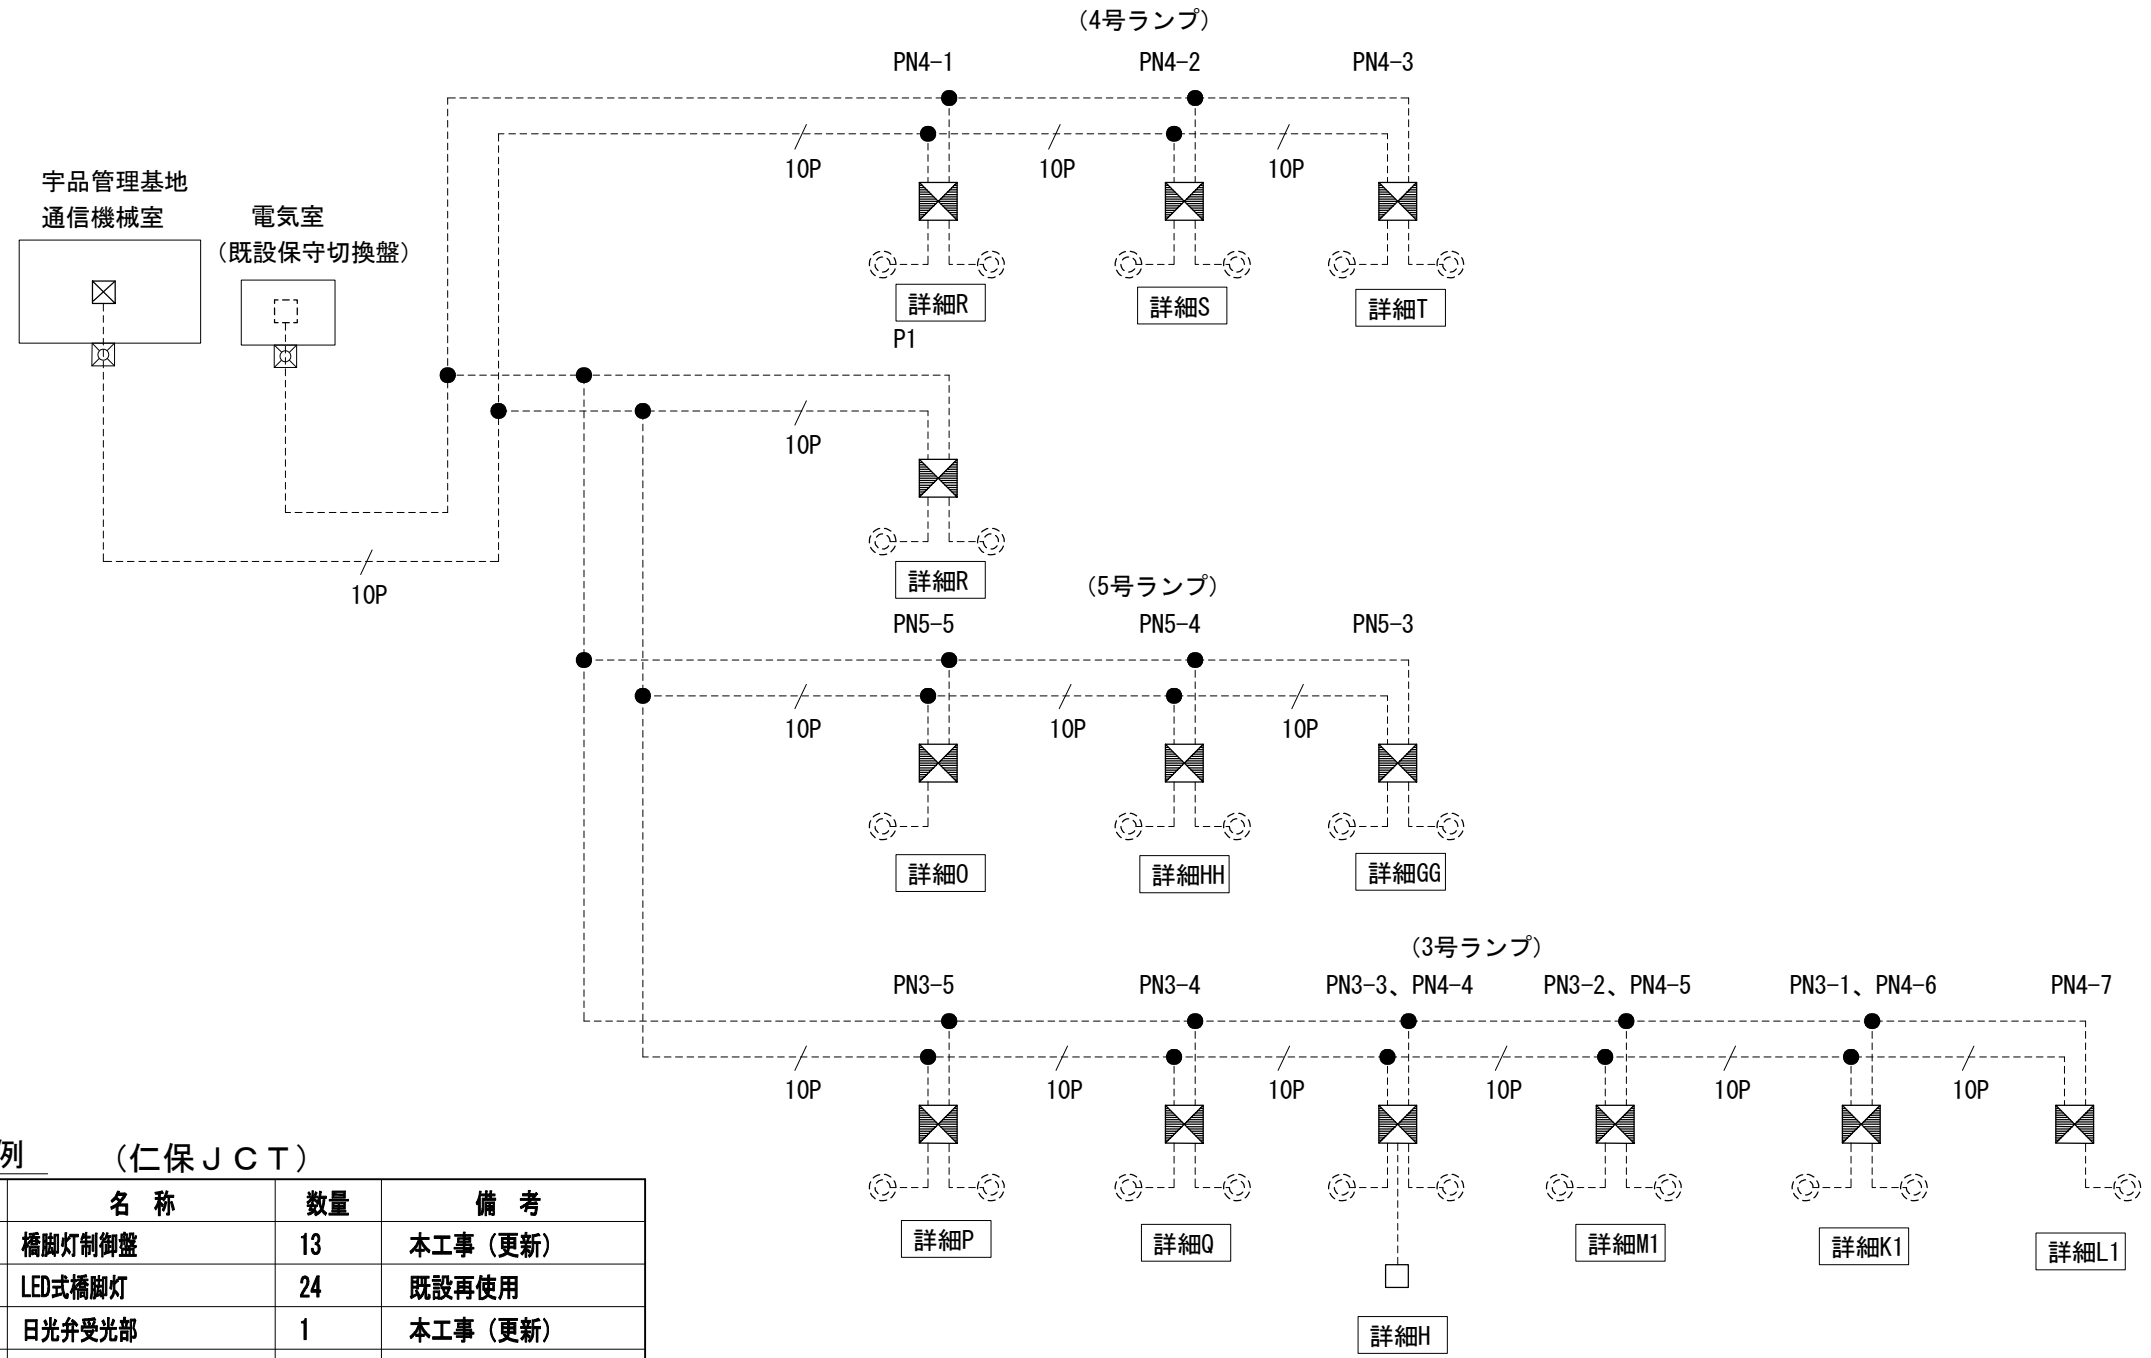 (4号ランプ)
PN4-1
PN4-2
PN4-3
10P
10P
10P
宇品管理基地
通信機械室
電気室
(既設保守切換盤)
詳細R
詳細S
詳細T
P1
10P
10P
詳細R
(5号ランプ)
PN5-5
PN5-4
PN5-3
10P
10P
10P
詳細O
詳細HH
詳細GG
(3号ランプ)
PN3-5
PN3-4
PN3-3、PN4-4
PN3-2、PN4-5
PN3-1、PN4-6
PN4-7
10P
10P
10P
10P
10P
10P
詳細P
詳細Q
詳細M1
詳細K1
詳細L1
詳細H
例 (仁保JCT)
名 称 数量 備 考
橋脚灯制御盤 13 本工事(更新)
LED式橋脚灯 24 既設再使用
日光弁受光部 1 本工事(更新)